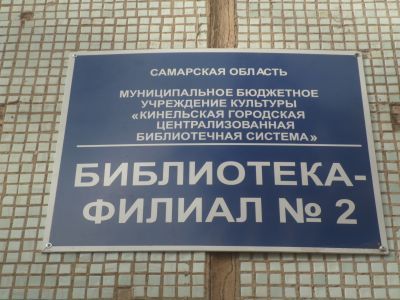 САМАРСКАЯ ОБЛАСТЬ
МУНИЦИПАЛЬНОЕ БЮДЖЕТНОЕ
УЧРЕЖДЕНИЕ КУЛЬТУРЫ
«КИНЕЛЬСКАЯ ГОРОДСКАЯ
ЦЕНТРАЛИЗОВАННАЯ
БИБЛИОТЕЧНАЯ СИСТЕМА»
БИБЛИОТЕКА-
ФИЛИАЛ № 2